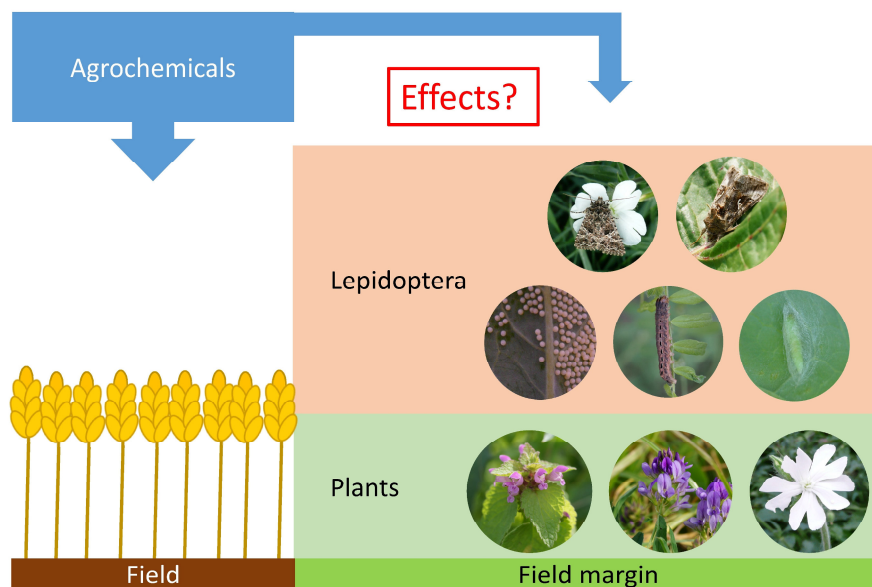 Agrochemicals
Effects?
Lepidoptera
Plants
Field
Field margin